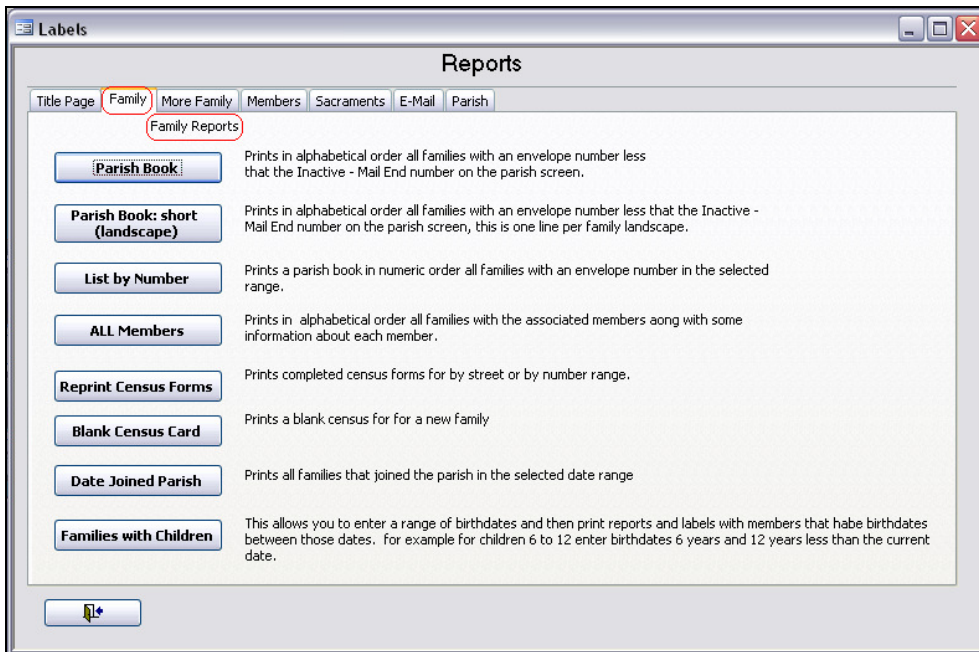 Labels
Reports
Title Page Family More Family Members Sacraments E-Mail Parish
Family Reports
Parish Book
Prints in alphabetical order all families with an envelope number less
that the Inactive - Mail End number on the parish screen.
Parish Book: short
(landscape)
Prints in alphabetical order all families with an envelope number less that the Inactive -
Mail End number on the parish screen, this is one line per family landscape.
List by Number
Prints a parish book in numeric order all families with an envelope number in the selected
range.
ALL Members
Prints in  alphabetical order all families with the associated members aong with some
information about each member.
Reprint Census Forms
Prints completed census forms for by street or by number range.
Blank Census Card
Prints a blank census for for a new family
Date Joined Parish
Prints all families that joined the parish in the selected date range
Families with Children
This allows you to enter a range of birthdates and then print reports and labels with members that habe birthdates
between those dates.  for example for children 6 to 12 enter birthdates 6 years and 12 years less than the current
date.